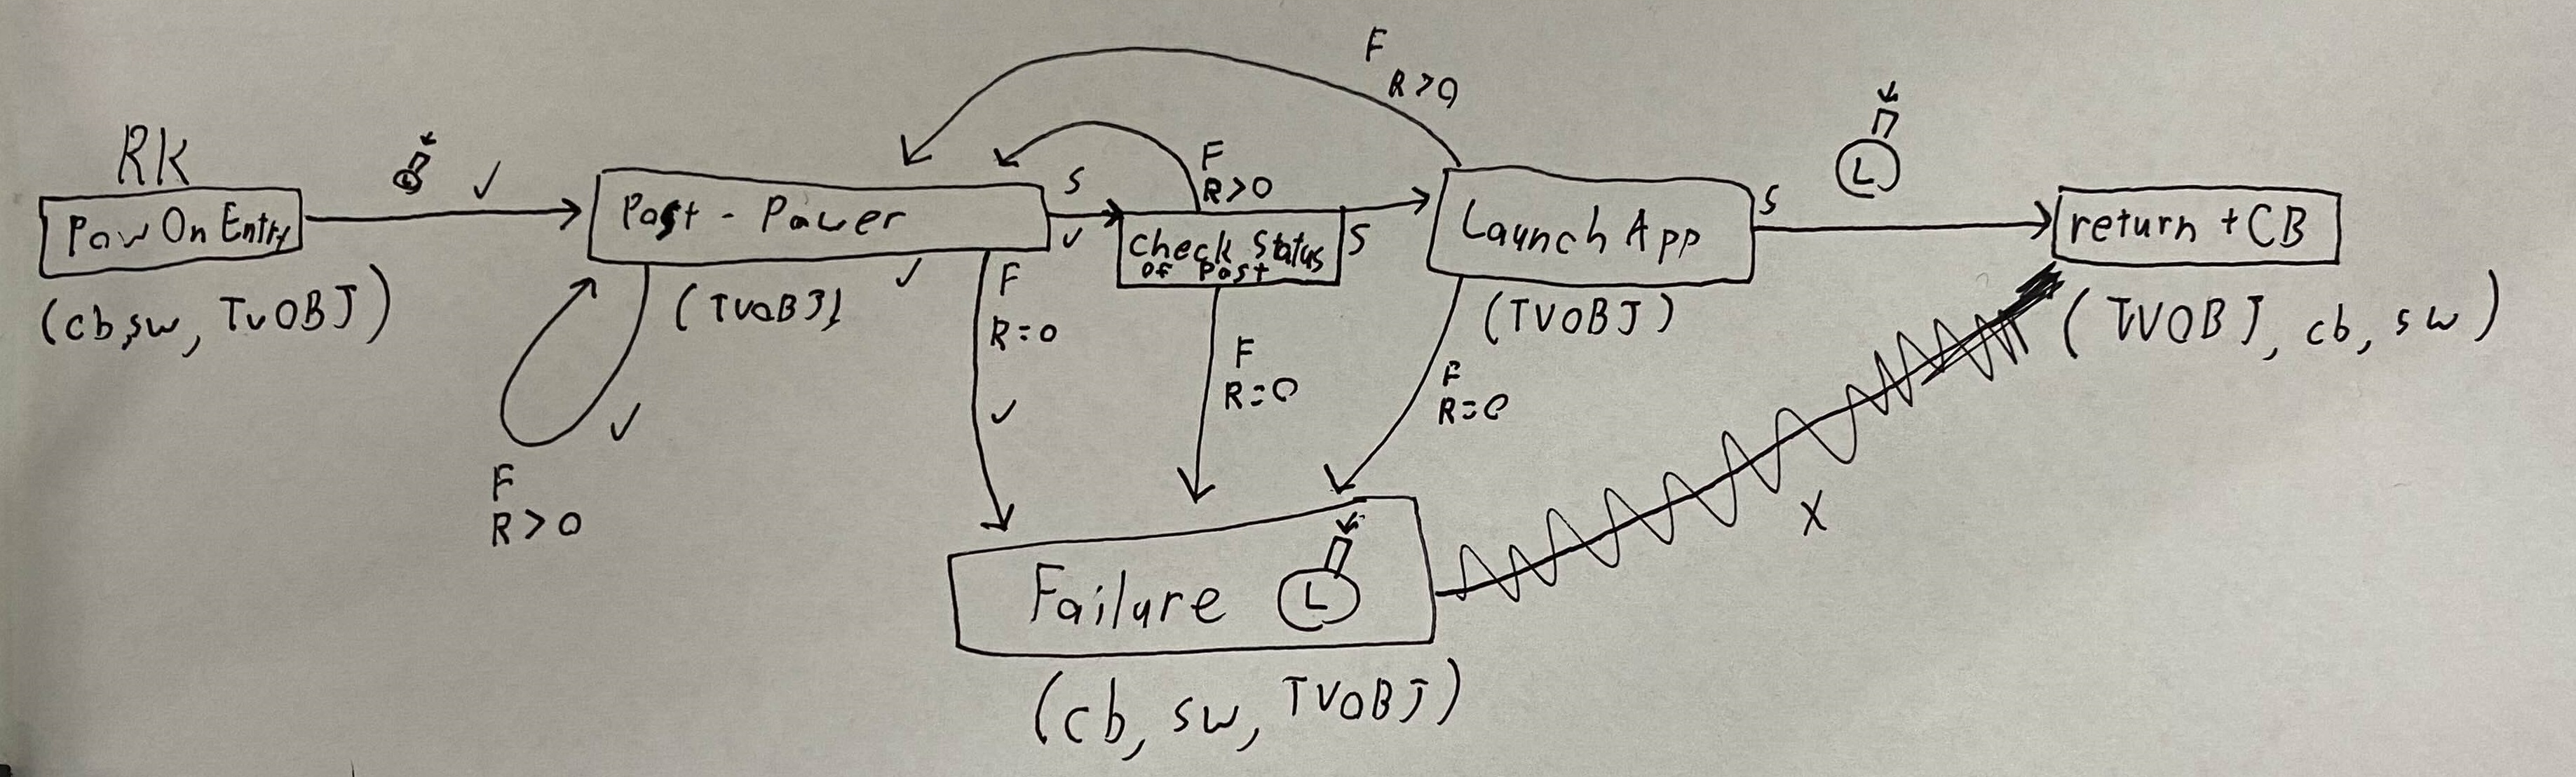 RK
Pow On Entry
(cb, sw, TVOBJ)
L
✓
Post - Power
(TVOBJ)
✓
✓
F
R>0
S
✓
F
R=0
✓
F
R>0
Check Status
of post
S
F
R=0
F
R>0
Launch App
(TVOBJ)
F
R=0
S
L
return + CB
(TVOBJ, cb, sw)
X
Failure L
(cb, sw, TVOBJ)